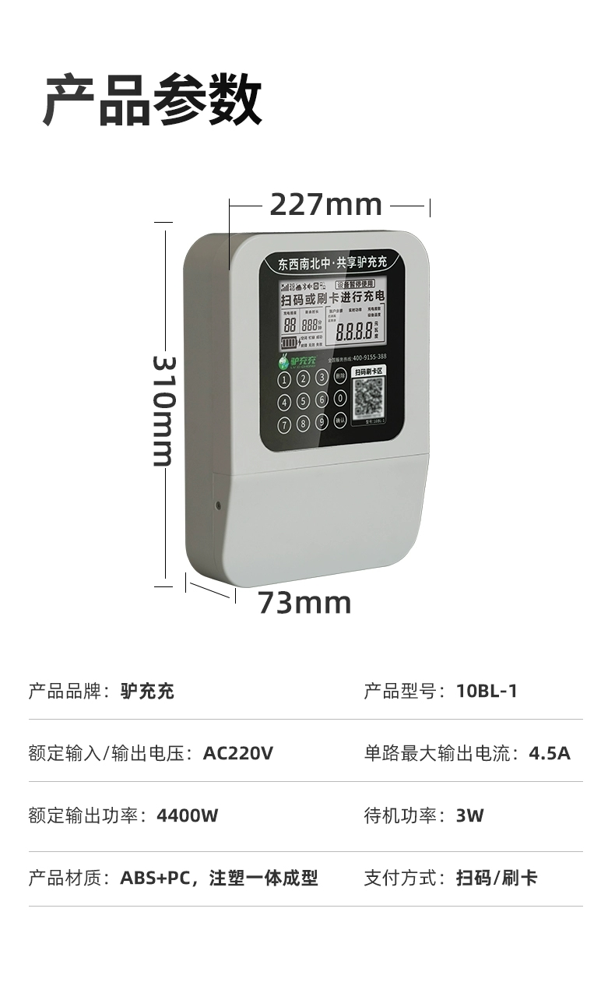 产品参数
227mm
310mm
73mm
东西南北中·共享驴充充
设备暂停使用
扫码或刷卡进行充电
88 888 分钟
8.8.8.8 元
驴充充
全国服务热线:400-9155-388
1 2 3 删除
扫码刷卡区
4 5 6 0
7 8 9 确认
型号:10BL-1
产品品牌：驴充充
产品型号：10BL-1
额定输入/输出电压：AC220V
单路最大输出电流：4.5A
额定输出功率：4400W
待机功率：3W
产品材质：ABS+PC，注塑一体成型
支付方式：扫码/刷卡